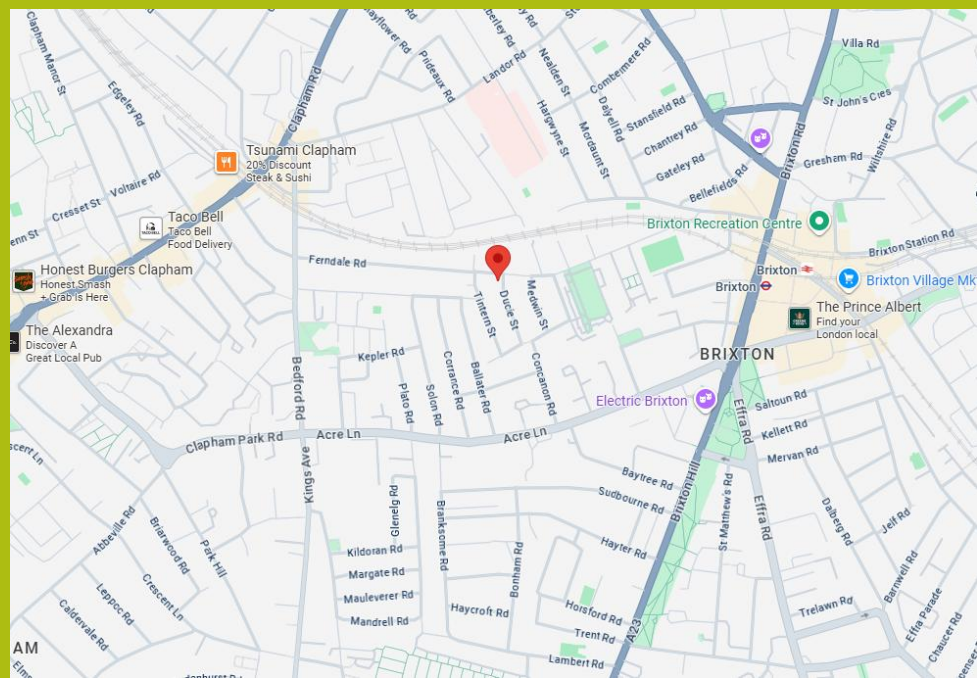 Clapham Manor St
Edgeley Rd
Clapham Rd
Prideaux Rd
Landor Rd
Nealden St
Hargwyne St
Mordaunt St
Dalyell Rd
Combermere Rd
Stansfield Rd
Chantrey Rd
Gateley Rd
Bellefields Rd
Villa Rd
St John's Cres
Brixton Rd
Gresham Rd
Wiltshire Rd
Tsunami Clapham
20% Discount
Steak & Sushi
Voltaire Rd
Cresset St
Taco Bell
Taco Bell
Food Delivery
Honest Burgers Clapham
Honest Smash
+ Grab Is Here
The Alexandra
Discover A
Great Local Pub
Ferndale Rd
Tintern St
Ducie St
Medwin St
Brixton Recreation Centre
Brixton Station Rd
Brixton
Brixton
Brixton Village Mk
The Prince Albert
Find your
London local
BRIXTON
Kepler Rd
Bedford Rd
Plato Rd
Solon Rd
Corrance Rd
Ballater Rd
Concanon Rd
Electric Brixton
Effra Rd
Saltoun Rd
Kellett Rd
Mervan Rd
Clapham Park Rd
Acre Ln
Acre Ln
Kings Ave
Baytree Rd
Sudbourne Rd
Brixton Hill
St Matthew's Rd
Effra Rd
Dalberg Rd
Jelf Rd
Abbeville Rd
Briarwood Rd
Park Hill
Crescent Ln
Leppoc Rd
Caldervale Rd
Glenelg Rd
Branksome Rd
Bonham Rd
Hayter Rd
Kildoran Rd
Margate Rd
Mauleverer Rd
Mandrell Rd
Haycroft Rd
Horsford Rd
Trent Rd
Lambert Rd
A23
Trelawn Rd
Barnwell Rd
Effra Parade
Chaucer Rd
AM